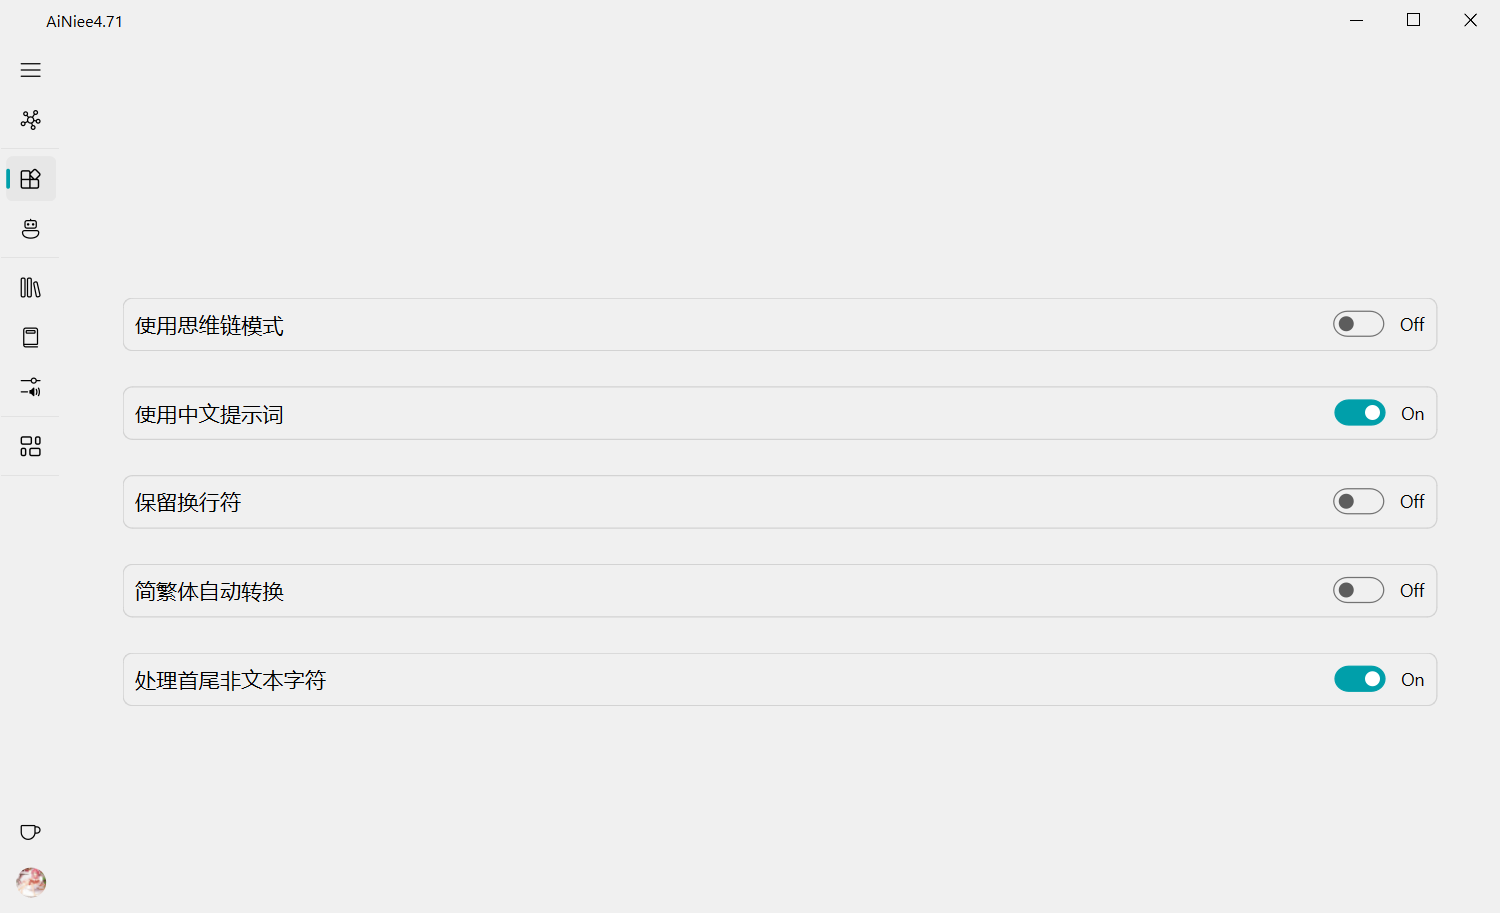 AiNiee4.71
使用思维链模式 Off
使用中文提示词 On
保留换行符 Off
简繁体自动转换 Off
处理首尾非文本字符 On